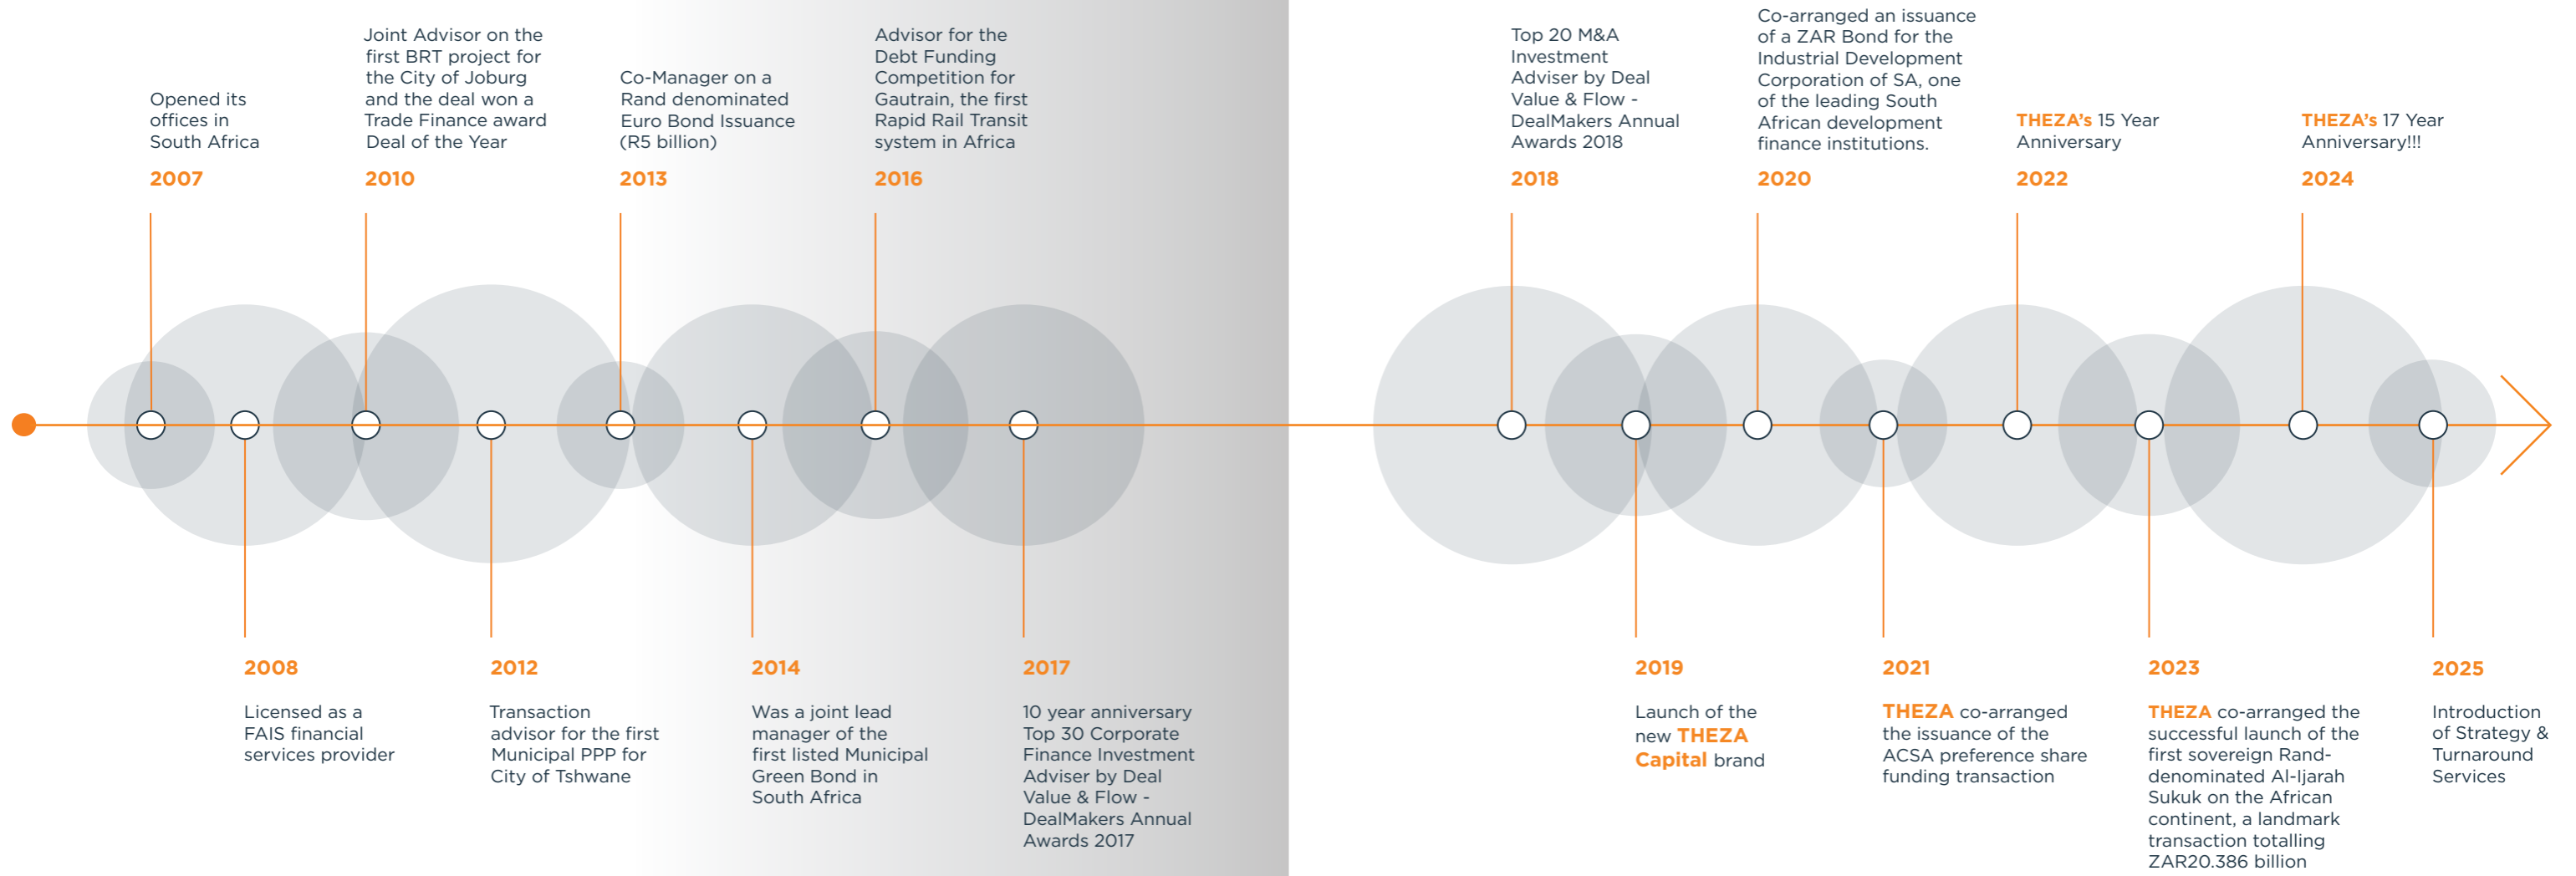 Opened its
offices in
South Africa
2007
Joint Advisor on the
first BRT project for
the City of Joburg
and the deal won a
Trade Finance award
Deal of the Year
2010
Co-Manager on a
Rand denominated
Euro Bond Issuance
(R5 billion)
2013
Advisor for the
Debt Funding
Competition for
Gautrain, the first
Rapid Rail Transit
system in Africa
2016
Top 20 M&A
Investment
Adviser by Deal
Value & Flow -
DealMakers Annual
Awards 2018
2018
Co-arranged an issuance
of a ZAR Bond for the
Industrial Development
Corporation of SA, one
of the leading South
African development
finance institutions.
2020
THEZA's 15 Year
Anniversary
2022
THEZA's 17 Year
Anniversary!!!
2024
2008
Licensed as a
FAIS financial
services provider
2012
Transaction
advisor for the first
Municipal PPP for
City of Tshwane
2014
Was a joint lead
manager of the
first listed Municipal
Green Bond in
South Africa
2017
10 year anniversary
Top 30 Corporate
Finance Investment
Adviser by Deal
Value & Flow -
DealMakers Annual
Awards 2017
2019
Launch of the
new THEZA
Capital brand
2021
THEZA co-arranged
the issuance of the
ACSA preference share
funding transaction
2023
THEZA co-arranged the
successful launch of the
first sovereign Rand-
denominated Al-Ijarah
Sukuk on the African
continent, a landmark
transaction totalling
ZAR20.386 billion
2025
Introduction
of Strategy &
Turnaround
Services